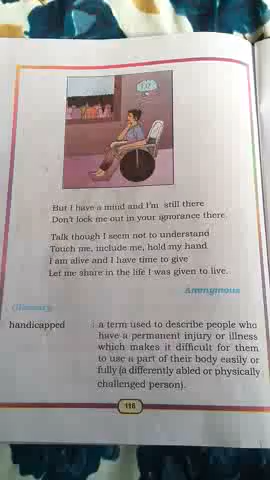 But I have a mind and I'm still there
Don't lock me out in your ignorance there.
Talk though I seem not to understand
Touch me, include me, hold my hand
I am alive and I have time to give
Let me share in the life I was given to live.
Anonymous
Glossary
handicapped : a term used to describe people who
have a permanent injury or illness
which makes it difficult for them
to use a part of their body easily or
fully (a differently abled or physically
challenged person).
116